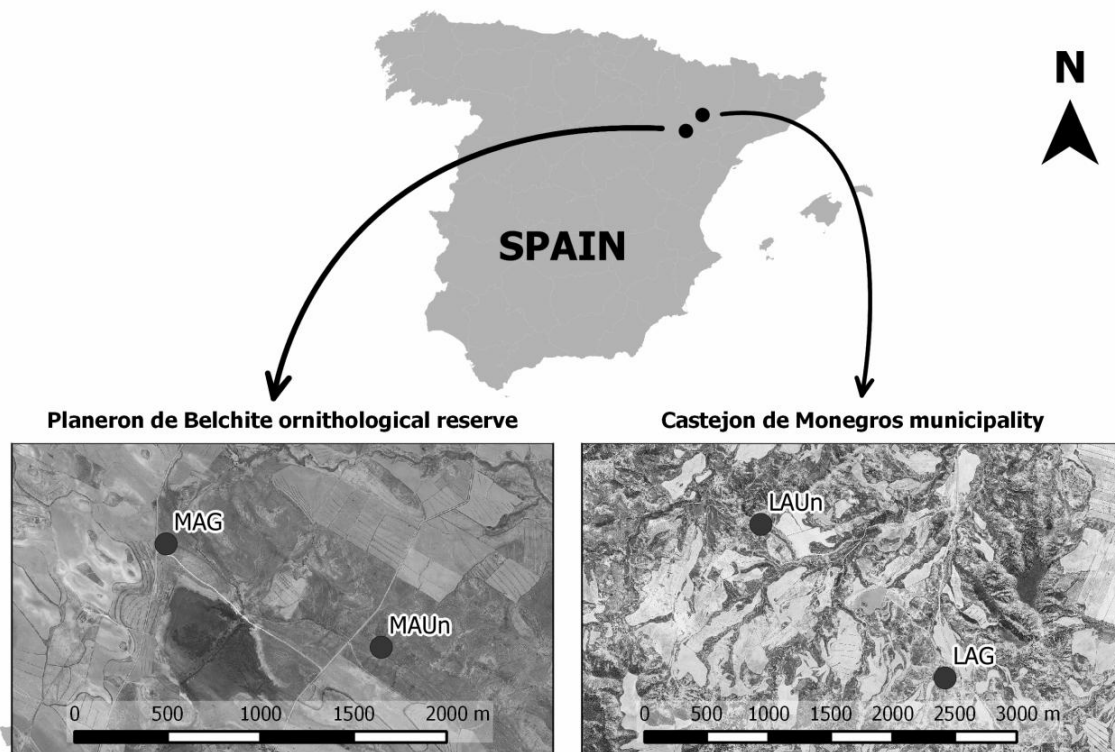 N
SPAIN
Planeron de Belchite ornithological reserve
Castejon de Monegros municipality
MAG
MAUn
0 500 1000 1500 2000 m
LAUn
LAG
0 500 1000 1500 2000 2500 3000 m